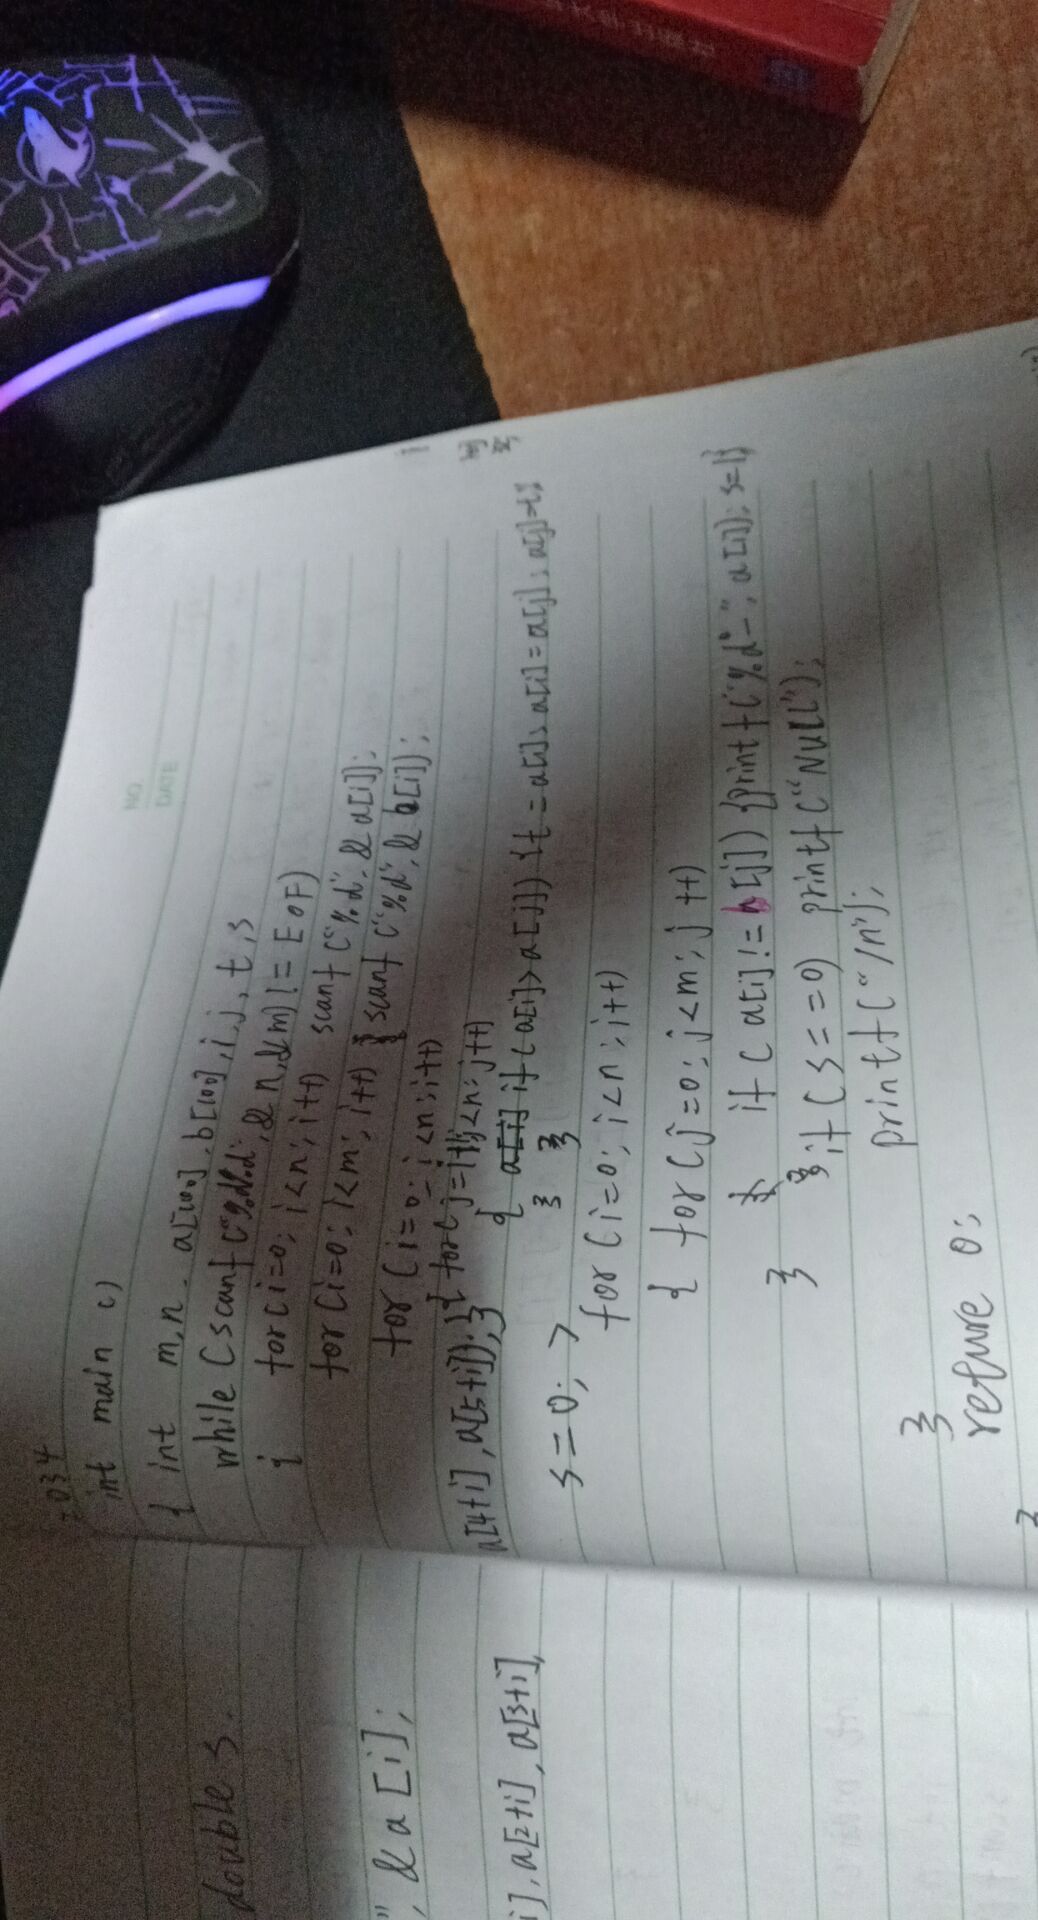 2034
NO.
DATE
int main ()
{ int m,n. a[100], b[100], i, j, t, s
while (scanf("%d%d", & n, &m) != EOF)
{ for (i=0; i<n; i++) scanf ("%d", & a[i]);
for (i=0; i<m; i++) scanf ("%d", & b[i]);
for (i=0; i<n; i++)
{ for (j=i+1; j<n; j++)
{ a[i] if (a[i]>a[j]) {t=a[i]; a[i]=a[j]; a[j]=t;
} }
s=0;
for (i=0; i<n; i++)
{ for (j=0; j<m; j++)
if (a[i]!=b[j]) {printf("%d-", a[i]); s=1}
} }; if (s==0) printf ("NULL");
printf ("/n");
}
reture 0;
}
double s.
", & a[i];
i], a[2+i], a[3+i], a[4+i], a[5+i]); }